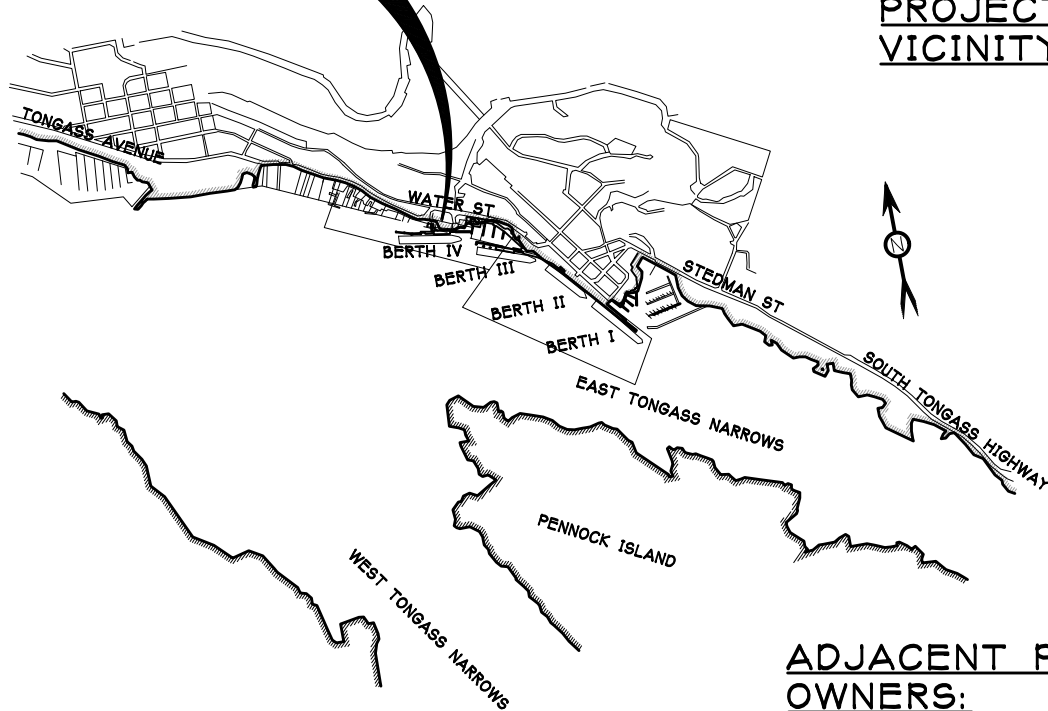 PROJECT
VICINITY
TONGASS AVENUE
WATER ST
BERTH IV
BERTH III
BERTH II
BERTH I
STEDMAN ST
N
SOUTH TONGASS HIGHWAY
EAST TONGASS NARROWS
PENNOCK ISLAND
WEST TONGASS NARROWS
ADJACENT P
OWNERS: